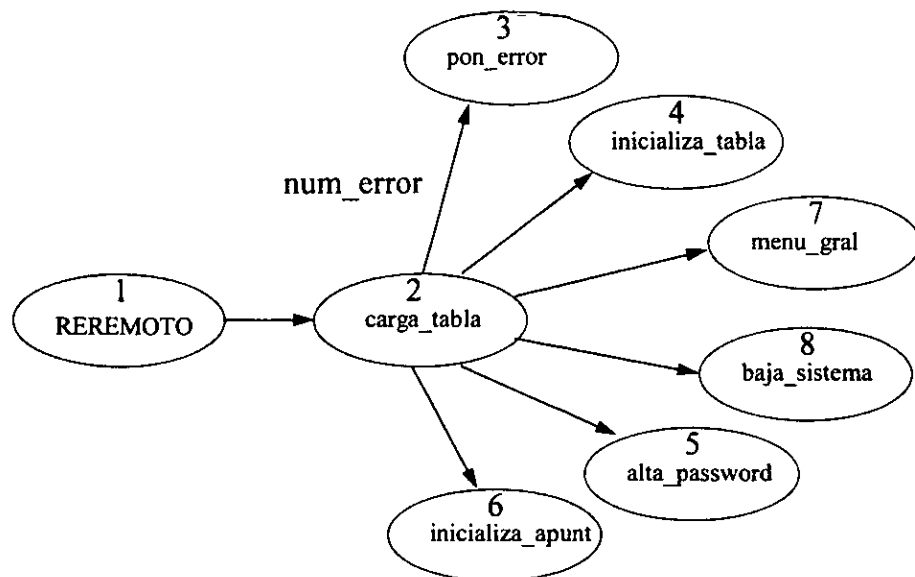 3
pon_error
4
inicializa_tabla
num_error
7
menu_gral
1
REREMOTO
2
carga_tabla
8
baja_sistema
5
alta_password
6
inicializa_apunt